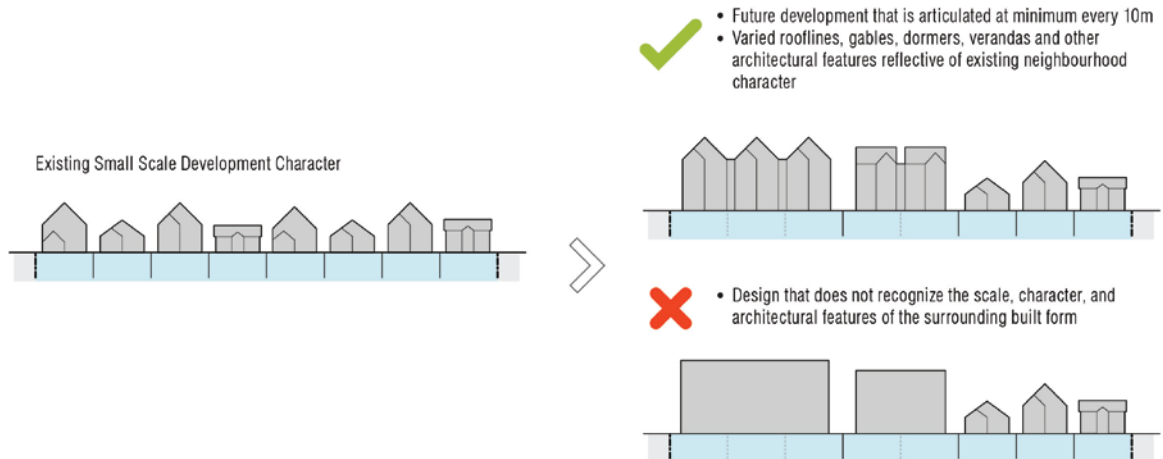 • Future development that is articulated at minimum every 10m
• Varied rooflines, gables, dormers, verandas and other
architectural features reflective of existing neighbourhood
character
Existing Small Scale Development Character
• Design that does not recognize the scale, character, and
architectural features of the surrounding built form